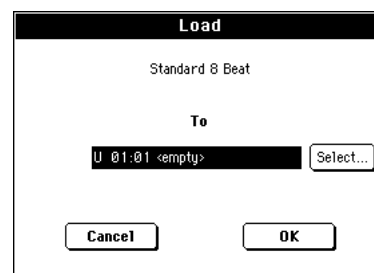 Load
Standard 8 Beat
To
U 01:01 <empty>
Select...
Cancel
OK